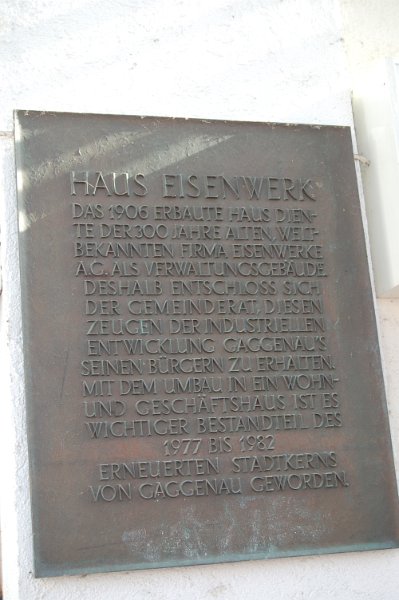 HAUS EISENWERK
DAS 1906 ERBAUTE HAUS DIEN-
TE DER 300 JAHRE ALTEN, WELT-
BEKANNTEN FIRMA EISENWERKE
A.G. ALS VERWALTUNGSGEBÄUDE.
DESHALB ENTSCHLOSS SICH
DER GEMEINDERAT, DIESEN
ZEUGEN DER INDUSTRIELLEN
ENTWICKLUNG GAGGENAU'S
SEINEN BÜRGERN ZU ERHALTEN.
MIT DEM UMBAU IN EIN WOHN-
UND GESCHÄFTSHAUS IST ES
WICHTIGER BESTANDTEIL DES
1977 BIS 1982
ERNEUERTEN STADTKERNS
VON GAGGENAU GEWORDEN.